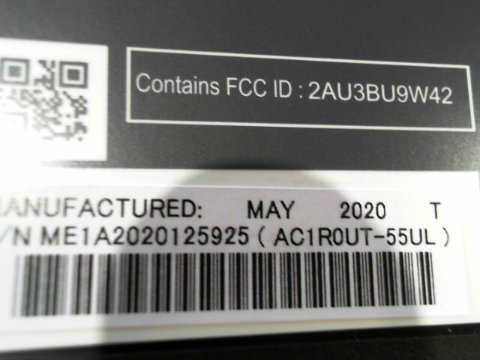 Contains FCC ID : 2AU3BU9W42
MANUFACTURED: MAY 2020 T
/N ME1A2020125925 ( AC1R0UT-55UL )